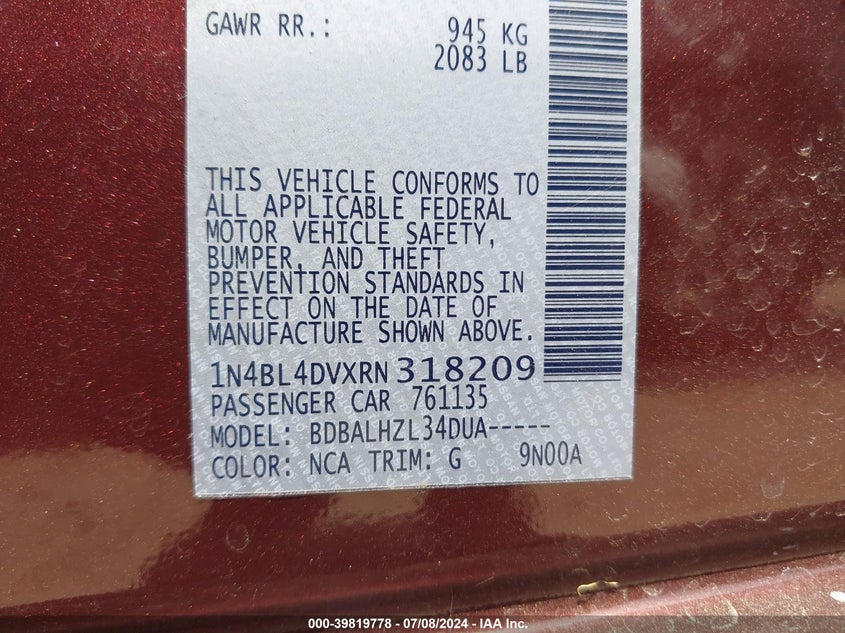 GAWR RR.: 945 KG
2083 LB
THIS VEHICLE CONFORMS TO
ALL APPLICABLE FEDERAL
MOTOR VEHICLE SAFETY,
BUMPER, AND THEFT
PREVENTION STANDARDS IN
EFFECT ON THE DATE OF
MANUFACTURE SHOWN ABOVE.
1N4BL4DVXRN 318209
PASSENGER CAR 761135
MODEL: BDBALHZL34DUA-----
COLOR: NCA TRIM: G 9N00A
000-39819778 - 07/08/2024 - IAA Inc.